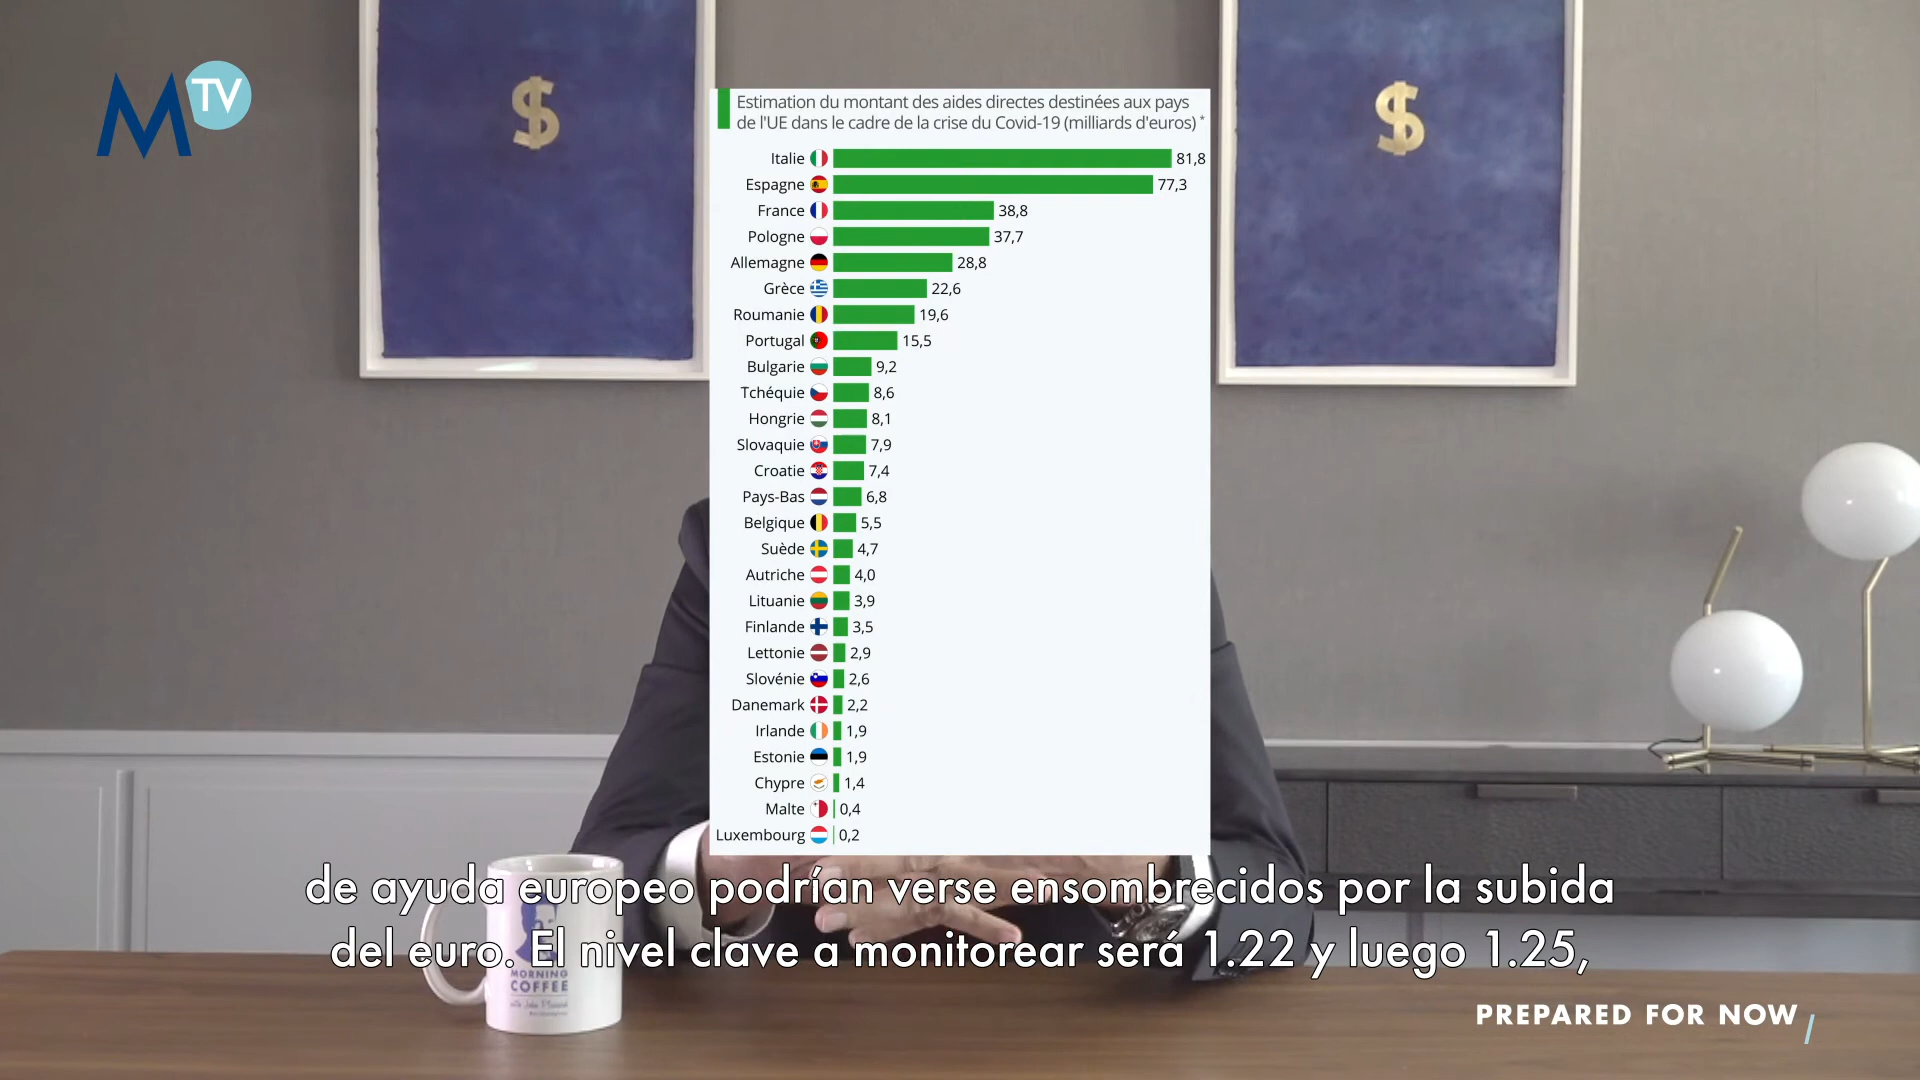 MTV
$
$
Estimation du montant des aides directes destinées aux pays
de l'UE dans le cadre de la crise du Covid-19 (milliards d'euros) *
Italie 81,8
Espagne 77,3
France 38,8
Pologne 37,7
Allemagne 28,8
Grèce 22,6
Roumanie 19,6
Portugal 15,5
Bulgarie 9,2
Tchéquie 8,6
Hongrie 8,1
Slovaquie 7,9
Croatie 7,4
Pays-Bas 6,8
Belgique 5,5
Suède 4,7
Autriche 4,0
Lituanie 3,9
Finlande 3,5
Lettonie 2,9
Slovénie 2,6
Danemark 2,2
Irlande 1,9
Estonie 1,9
Chypre 1,4
Malte 0,4
Luxembourg 0,2
de ayuda europeo podrían verse ensombrecidos por la subida
del euro. El nivel clave a monitorear será 1.22 y luego 1.25,
MORNING
COFFEE
PREPARED FOR NOW /